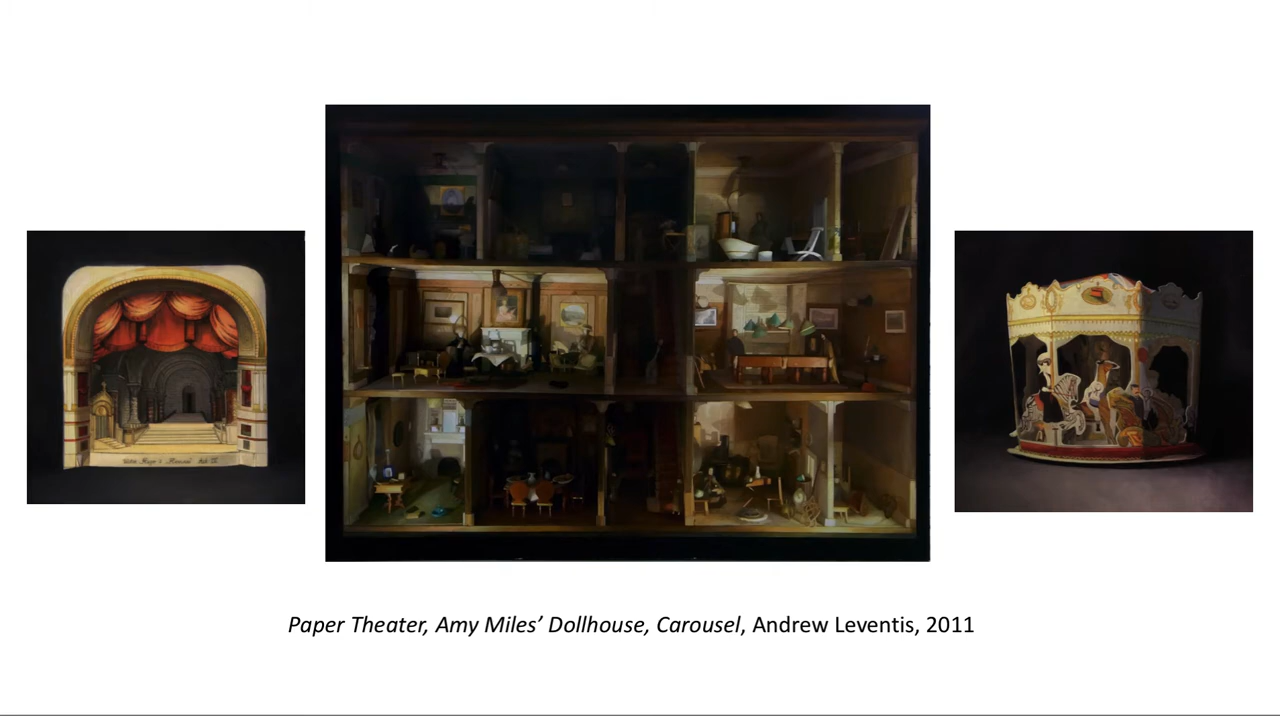 Paper Theater, Amy Miles’ Dollhouse, Carousel, Andrew Leventis, 2011